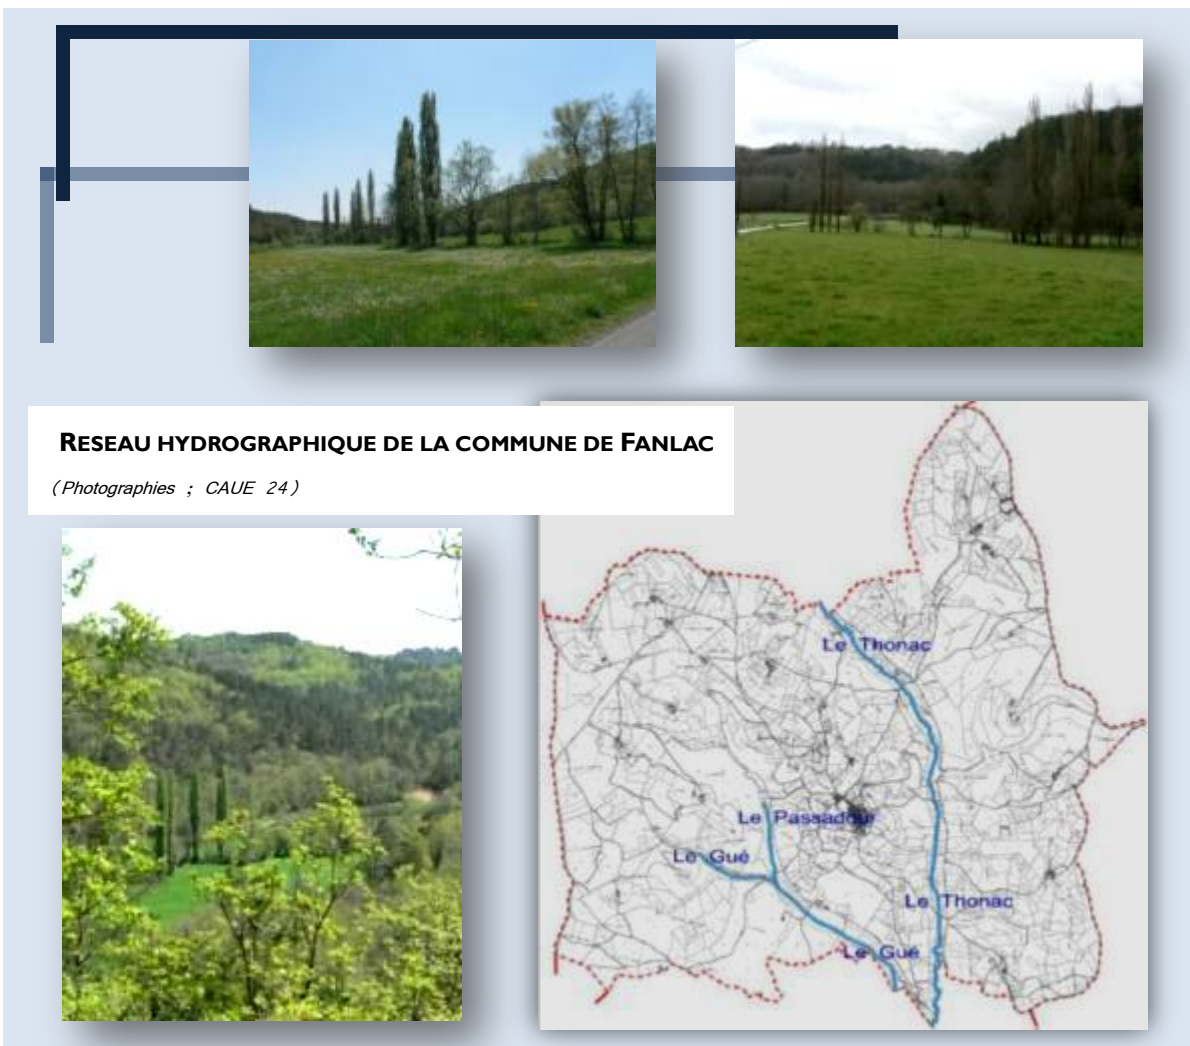 RESEAU HYDROGRAPHIQUE DE LA COMMUNE DE FANLAC
(Photographies ; CAUE 24)
Le Thonac
Le Passadour
Le Gué
Le Thonac
Le Gué